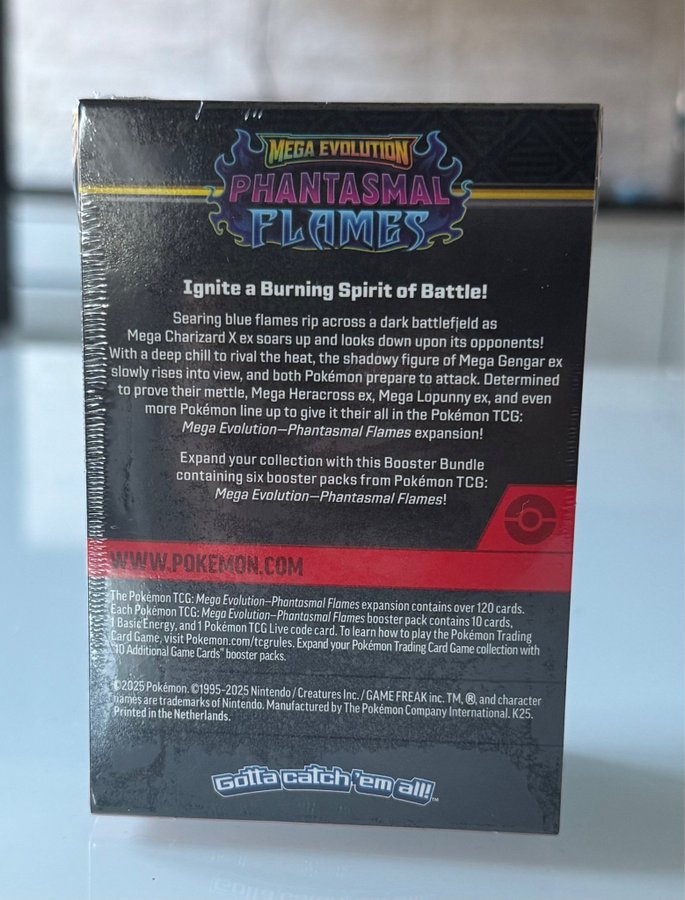 MEGA EVOLUTION
PHANTASMAL
FLAMES
Ignite a Burning Spirit of Battle!
Searing blue flames rip across a dark battlefield as
Mega Charizard X ex soars up and looks down upon its opponents!
With a deep chill to rival the heat, the shadowy figure of Mega Gengar ex
slowly rises into view, and both Pokémon prepare to attack. Determined
to prove their mettle, Mega Heracross ex, Mega Lopunny ex, and even
more Pokémon line up to give it their all in the Pokémon TCG:
Mega Evolution—Phantasmal Flames expansion!
Expand your collection with this Booster Bundle
containing six booster packs from Pokémon TCG:
Mega Evolution—Phantasmal Flames!
WWW.POKEMON.COM
The Pokémon TCG: Mega Evolution—Phantasmal Flames expansion contains over 120 cards.
Each Pokémon TCG: Mega Evolution—Phantasmal Flames booster pack contains 10 cards,
1 Basic Energy, and 1 Pokémon TCG Live code card. To learn how to play the Pokémon Trading
Card Game, visit Pokemon.com/tcgrules. Expand your Pokémon Trading Card Game collection with
"10 Additional Game Cards" booster packs.
©2025 Pokémon. ©1995–2025 Nintendo / Creatures Inc. / GAME FREAK inc. TM, ®, and character
names are trademarks of Nintendo. Manufactured by The Pokémon Company International. K25.
Printed in the Netherlands.
Gotta catch 'em all!™